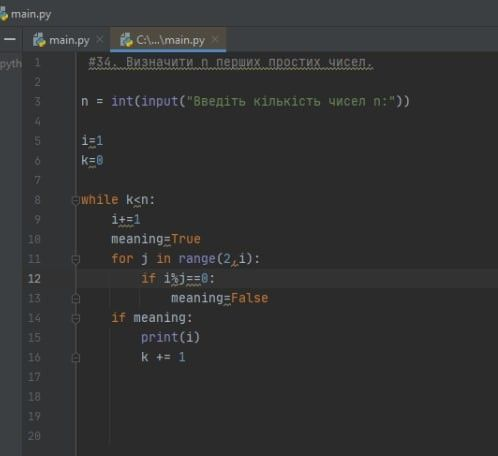 main.py
main.py × C:\...\main.py ×
pyth
1 #34. Визначити n перших простих чисел.
2
3 n = int(input("Введіть кількість чисел n:"))
4
5 i=1
6 k=0
7
8 while k<n:
9 i+=1
10 meaning=True
11 for j in range(2,i):
12 if i%j==0:
13 meaning=False
14 if meaning:
15 print(i)
16 k += 1
17
18
19
20